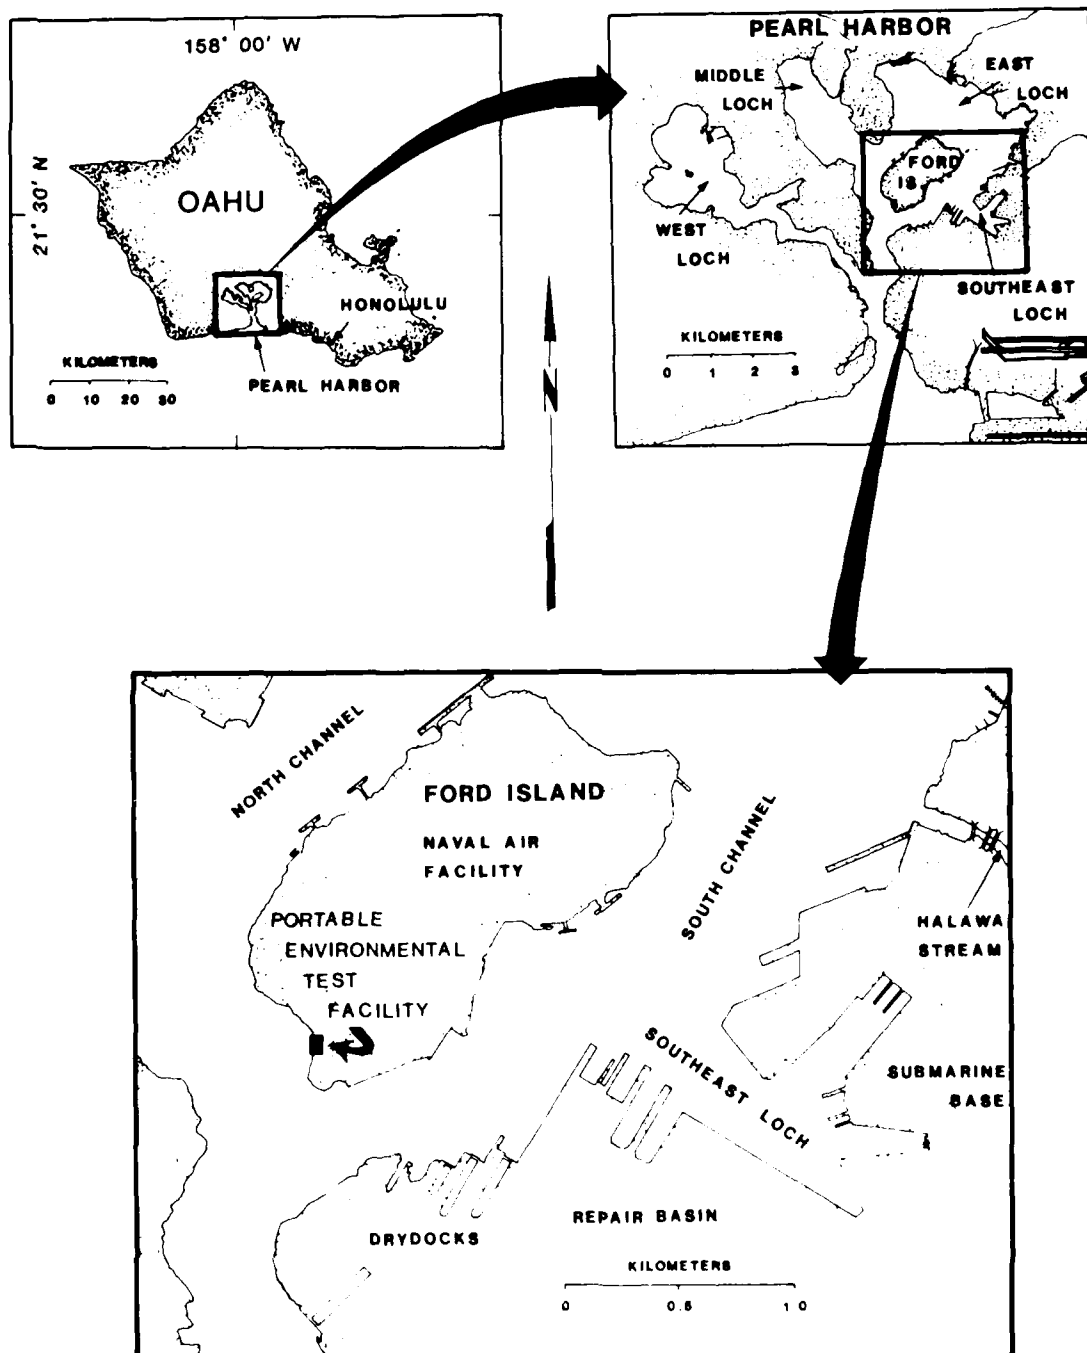 158° 00' W
21° 30' N
OAHU
HONOLULU
KILOMETERS
0 10 20 30
PEARL HARBOR
PEARL HARBOR
MIDDLE
LOCH
EAST
LOCH
FORD
IS.
WEST
LOCH
SOUTHEAST
LOCH
KILOMETERS
0 1 2 3
N
NORTH CHANNEL
FORD ISLAND
NAVAL AIR
FACILITY
SOUTH CHANNEL
PORTABLE
ENVIRONMENTAL
TEST
FACILITY
HALAWA
STREAM
SOUTHEAST LOCH
SUBMARINE
BASE
REPAIR BASIN
DRYDOCKS
KILOMETERS
0 0.5 1.0